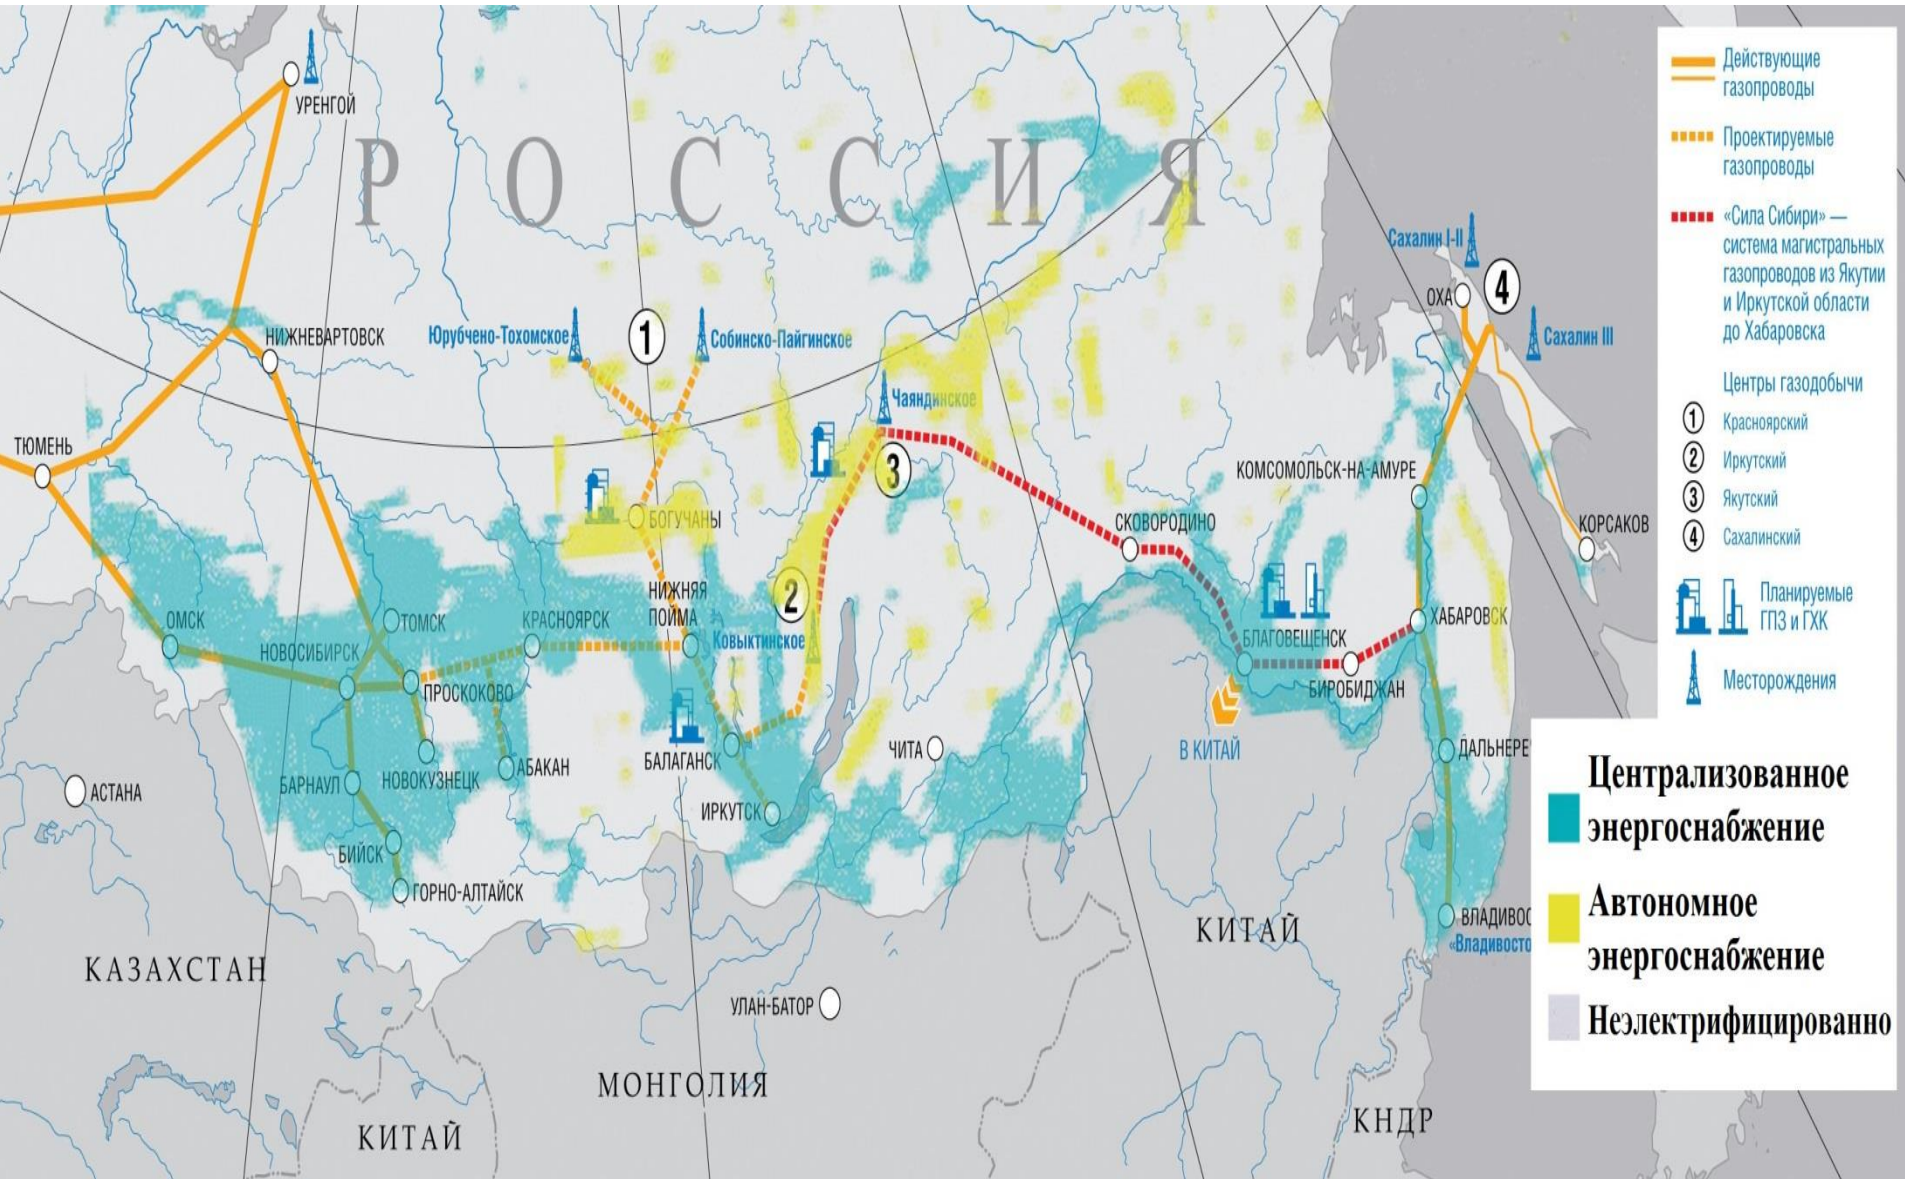 УРЕНГОЙ
РОССИЯ
Сахалин I-II
ОХА
4
Сахалин III
НИЖНЕВАРТОВСК
Юрубчено-Тохомское
1
Собинско-Пайгинское
Чаяндинское
3
ТЮМЕНЬ
КОМСОМОЛЬСК-НА-АМУРЕ
БОГУЧАНЫ
СКОВОРОДИНО
КОРСАКОВ
2
НИЖНЯЯ
ПОЙМА
ОМСК
ТОМСК
КРАСНОЯРСК
ХАБАРОВСК
НОВОСИБИРСК
Ковыктинское
БЛАГОВЕЩЕНСК
ПРОСКОКОВО
БИРОБИДЖАН
В КИТАЙ
ЧИТА
ДАЛЬНЕРЕ
БАЛАГАНСК
АБАКАН
НОВОКУЗНЕЦК
БАРНАУЛ
АСТАНА
ИРКУТСК
БИЙСК
ГОРНО-АЛТАЙСК
ВЛАДИВОС
«Владивосто
КИТАЙ
КАЗАХСТАН
УЛАН-БАТОР
МОНГОЛИЯ
КИТАЙ
КНДР
Действующие
газопроводы
Проектируемые
газопроводы
«Сила Сибири» —
система магистральных
газопроводов из Якутии
и Иркутской области
до Хабаровска
Центры газодобычи
1 Красноярский
2 Иркутский
3 Якутский
4 Сахалинский
Планируемые
ГПЗ и ГХК
Месторождения
Централизованное
энергоснабжение
Автономное
энергоснабжение
Неэлектрифицированно